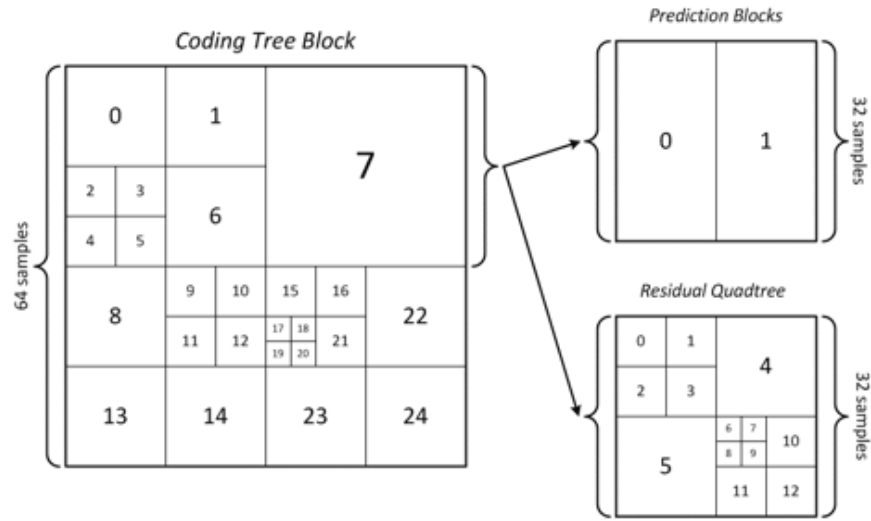 Coding Tree Block
Prediction Blocks
0 1 7
2 3
6
4 5
64 samples
8
9 10 15 16
22
11 12
17 18
19 20
21
13 14 23 24
0 1
32 samples
Residual Quadtree
0 1
4
2 3
5
6 7
8 9
10
11 12
32 samples